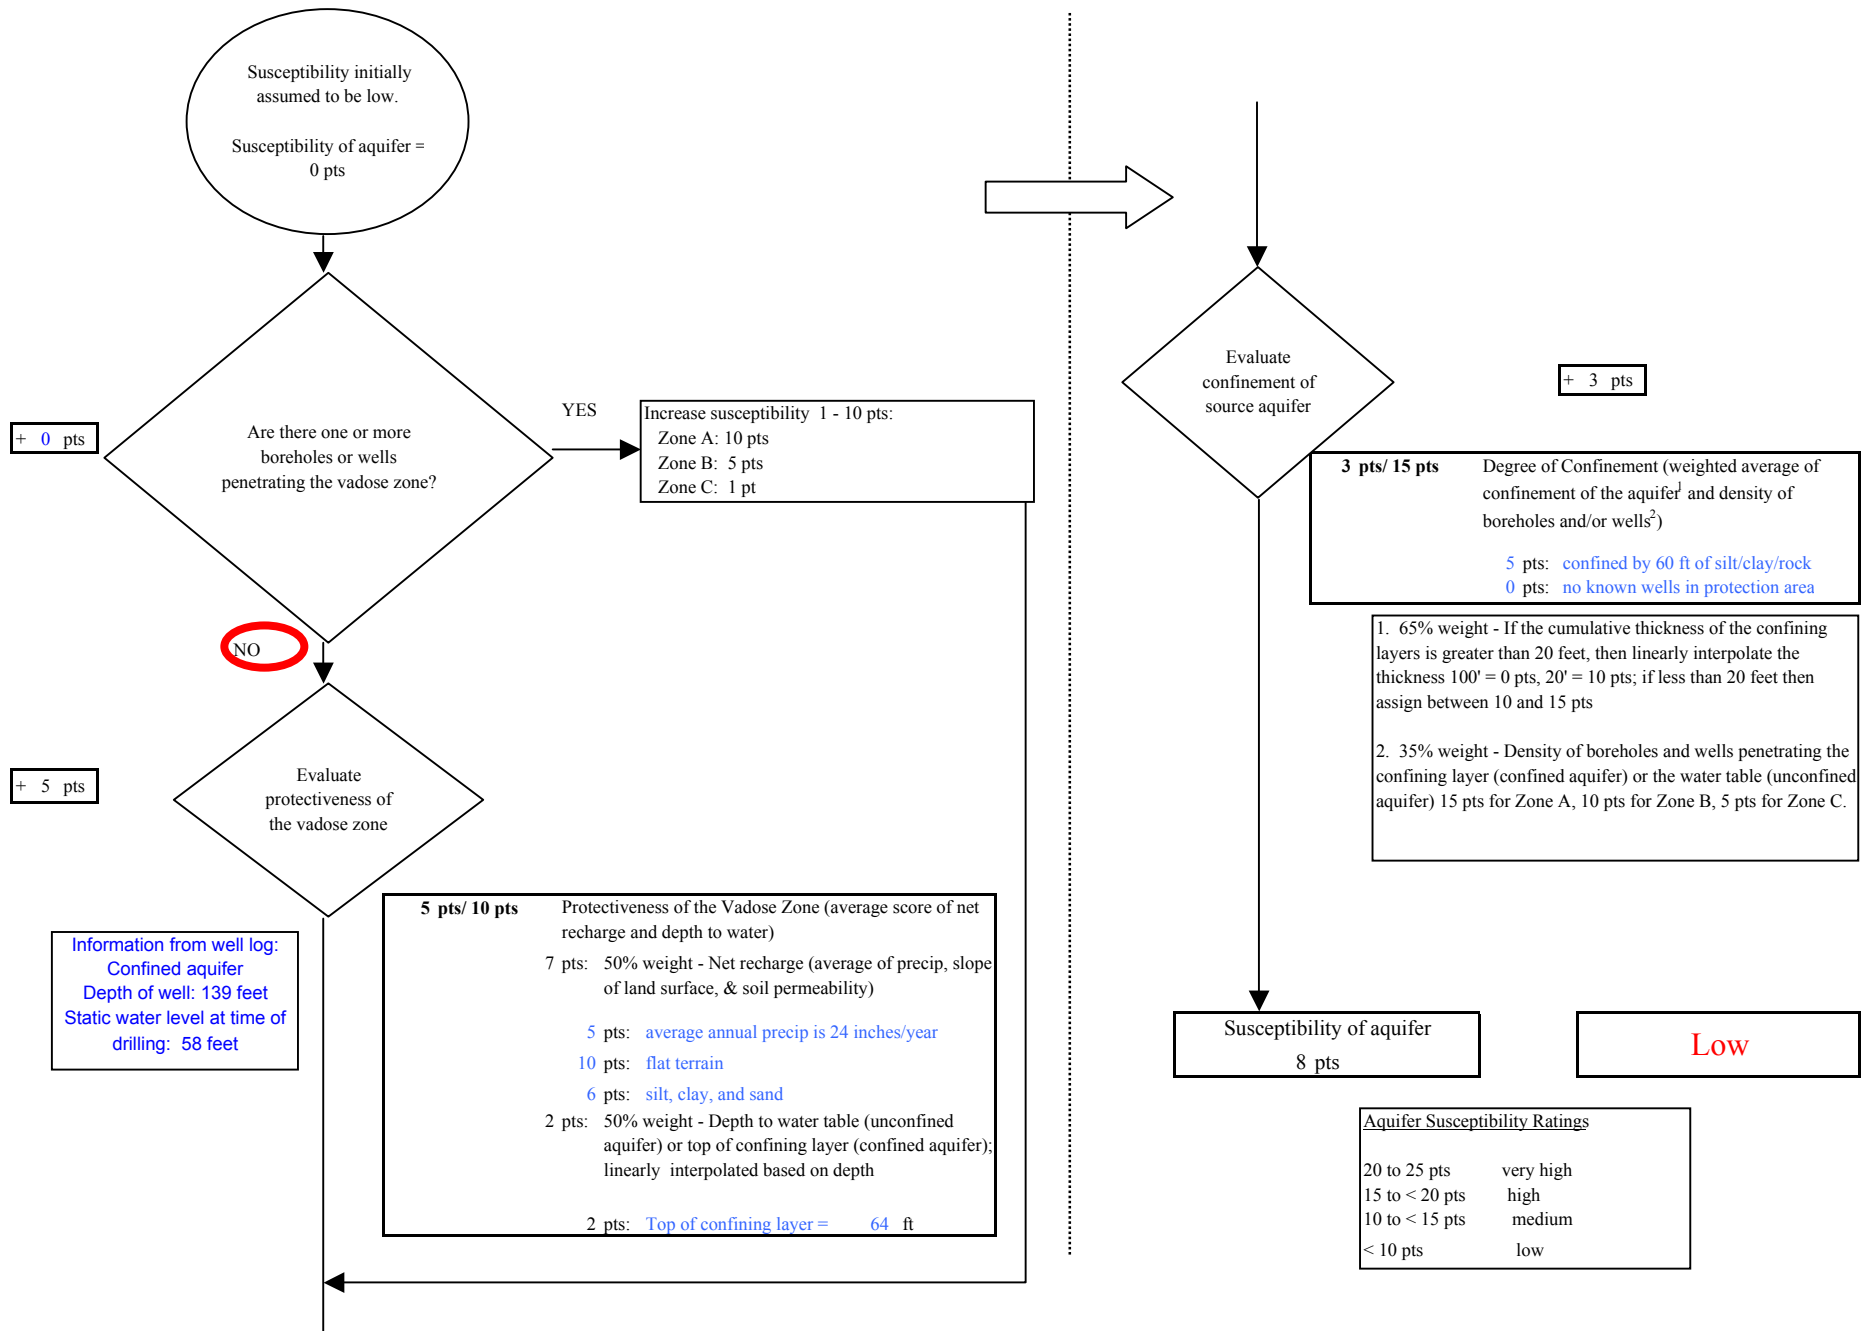 Susceptibility initially
assumed to be low.
Susceptibility of aquifer =
0 pts
+ 0 pts
Are there one or more
boreholes or wells
penetrating the vadose zone?
YES
Increase susceptibility 1 - 10 pts:
Zone A: 10 pts
Zone B: 5 pts
Zone C: 1 pt
NO
+ 5 pts
Evaluate
protectiveness of
the vadose zone
Information from well log:
Confined aquifer
Depth of well: 139 feet
Static water level at time of
drilling: 58 feet
5 pts/ 10 pts Protectiveness of the Vadose Zone (average score of net
recharge and depth to water)
7 pts: 50% weight - Net recharge (average of precip, slope
of land surface, & soil permeability)
5 pts: average annual precip is 24 inches/year
10 pts: flat terrain
6 pts: silt, clay, and sand
2 pts: 50% weight - Depth to water table (unconfined
aquifer) or top of confining layer (confined aquifer);
linearly interpolated based on depth
2 pts: Top of confining layer = 64 ft
Evaluate
confinement of
source aquifer
+ 3 pts
3 pts/ 15 pts Degree of Confinement (weighted average of
confinement of the aquifer1 and density of
boreholes and/or wells2)
5 pts: confined by 60 ft of silt/clay/rock
0 pts: no known wells in protection area
1. 65% weight - If the cumulative thickness of the confining
layers is greater than 20 feet, then linearly interpolate the
thickness 100' = 0 pts, 20' = 10 pts; if less than 20 feet then
assign between 10 and 15 pts
2. 35% weight - Density of boreholes and wells penetrating the
confining layer (confined aquifer) or the water table (unconfined
aquifer) 15 pts for Zone A, 10 pts for Zone B, 5 pts for Zone C.
Susceptibility of aquifer
8 pts
Low
Aquifer Susceptibility Ratings
20 to 25 pts very high
15 to < 20 pts high
10 to < 15 pts medium
< 10 pts low